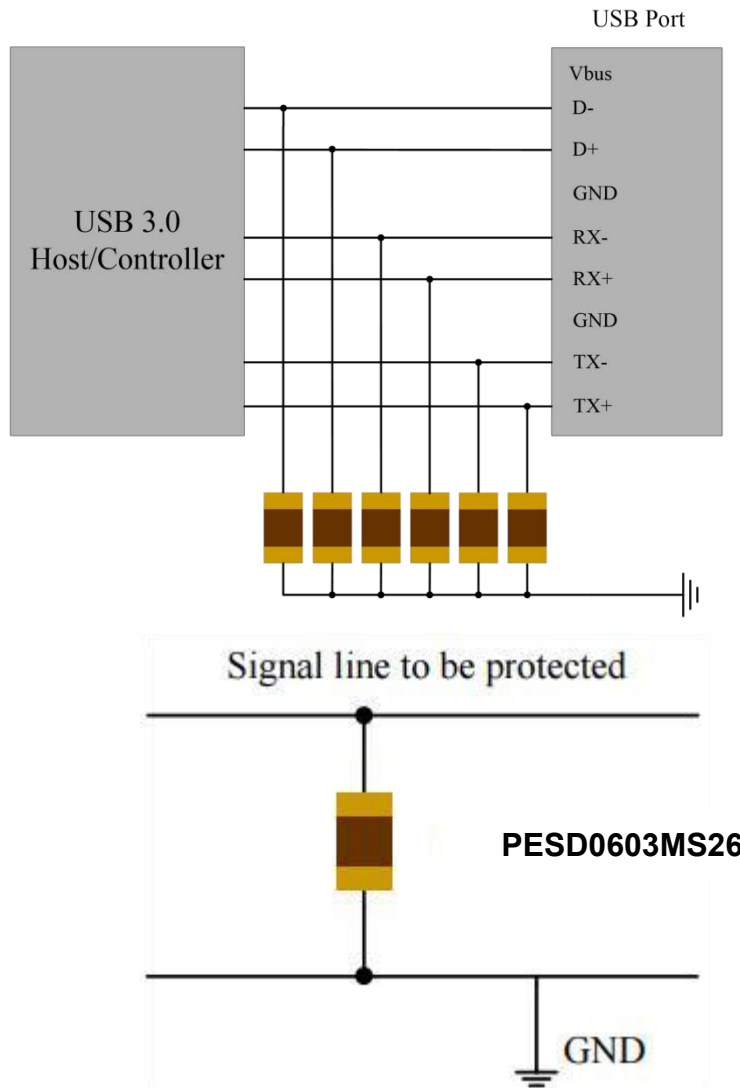 USB Port
Vbus
D-
D+
GND
USB 3.0
Host/Controller
RX-
RX+
GND
TX-
TX+
Signal line to be protected
PESD0603MS26
GND